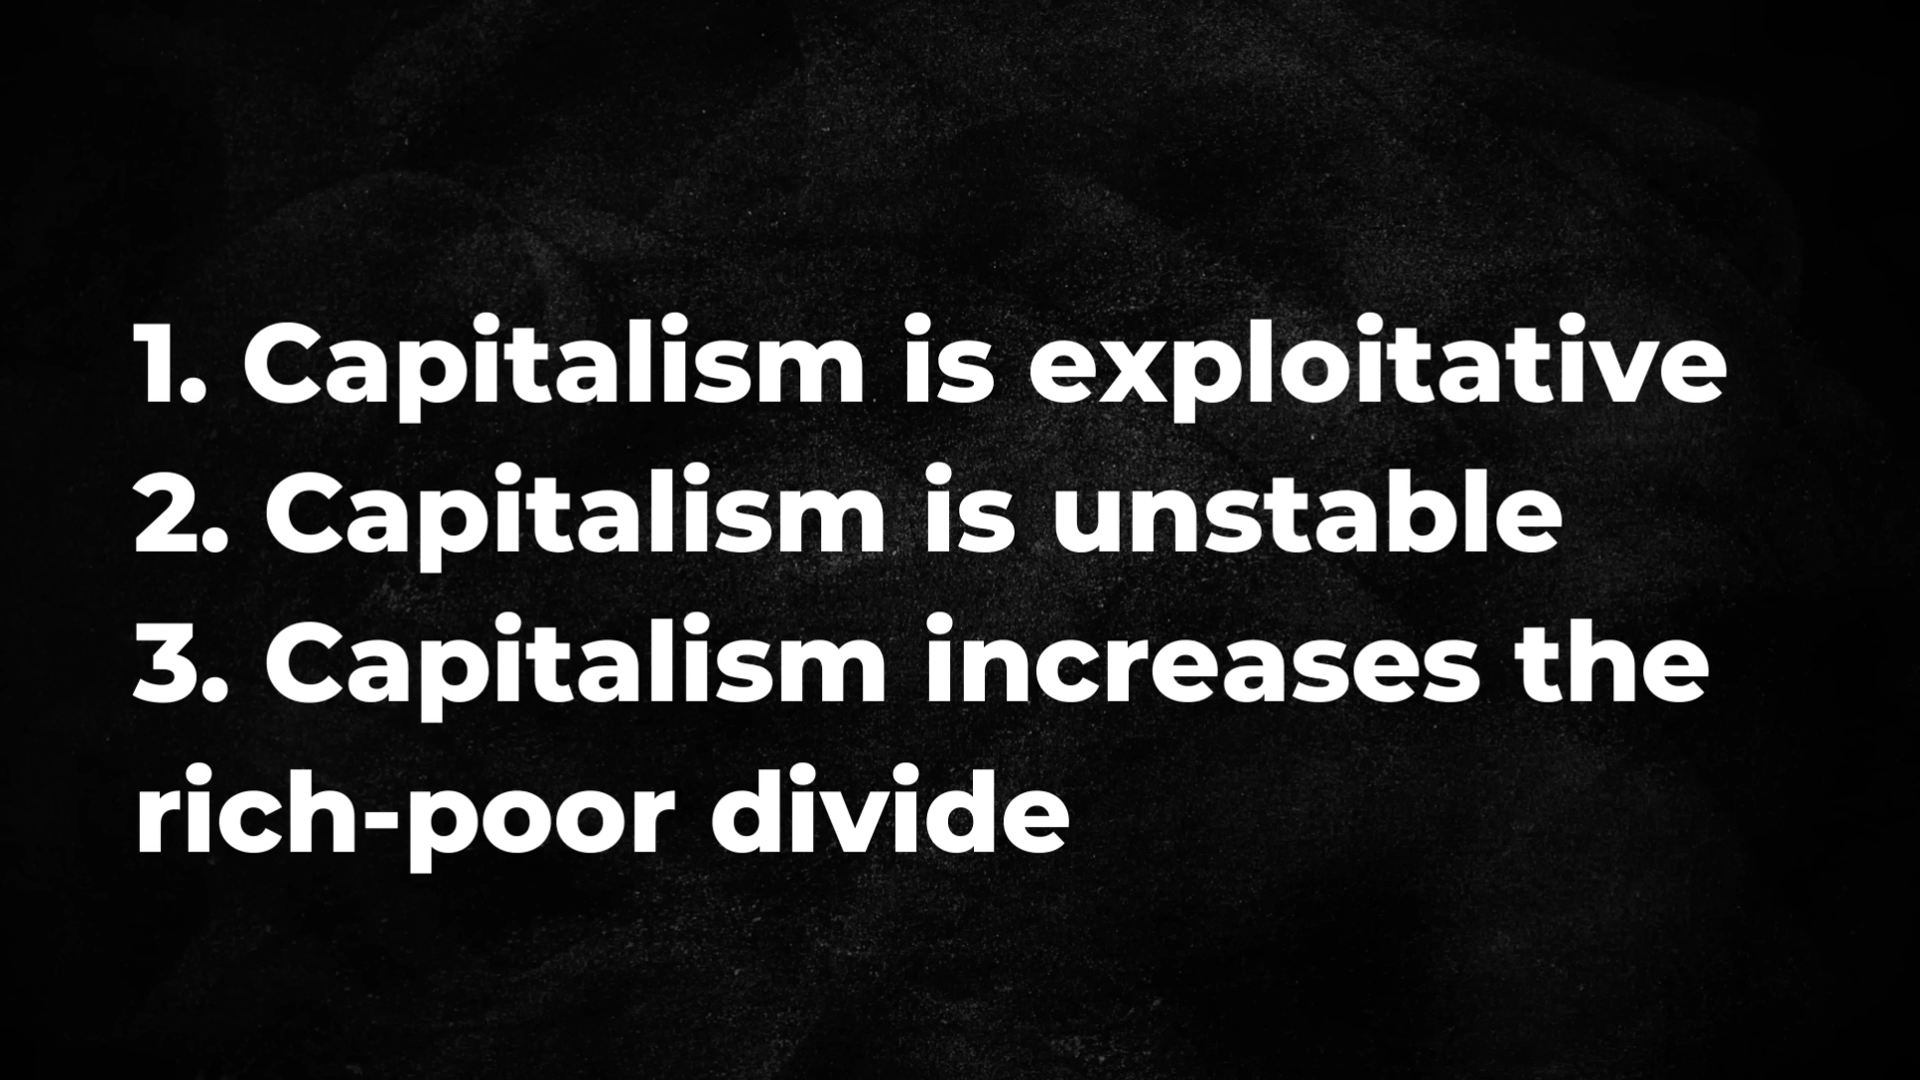 1. Capitalism is exploitative
2. Capitalism is unstable
3. Capitalism increases the
rich-poor divide